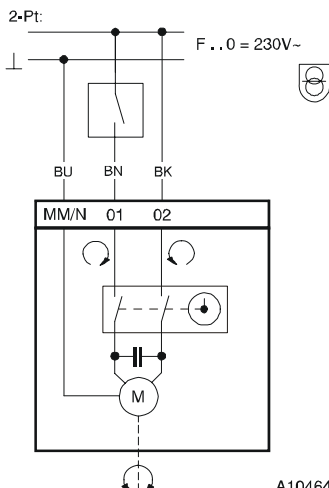 2-Pt:
F . . 0 = 230V~
BU BN BK
MM/N 01 02
M
A10464